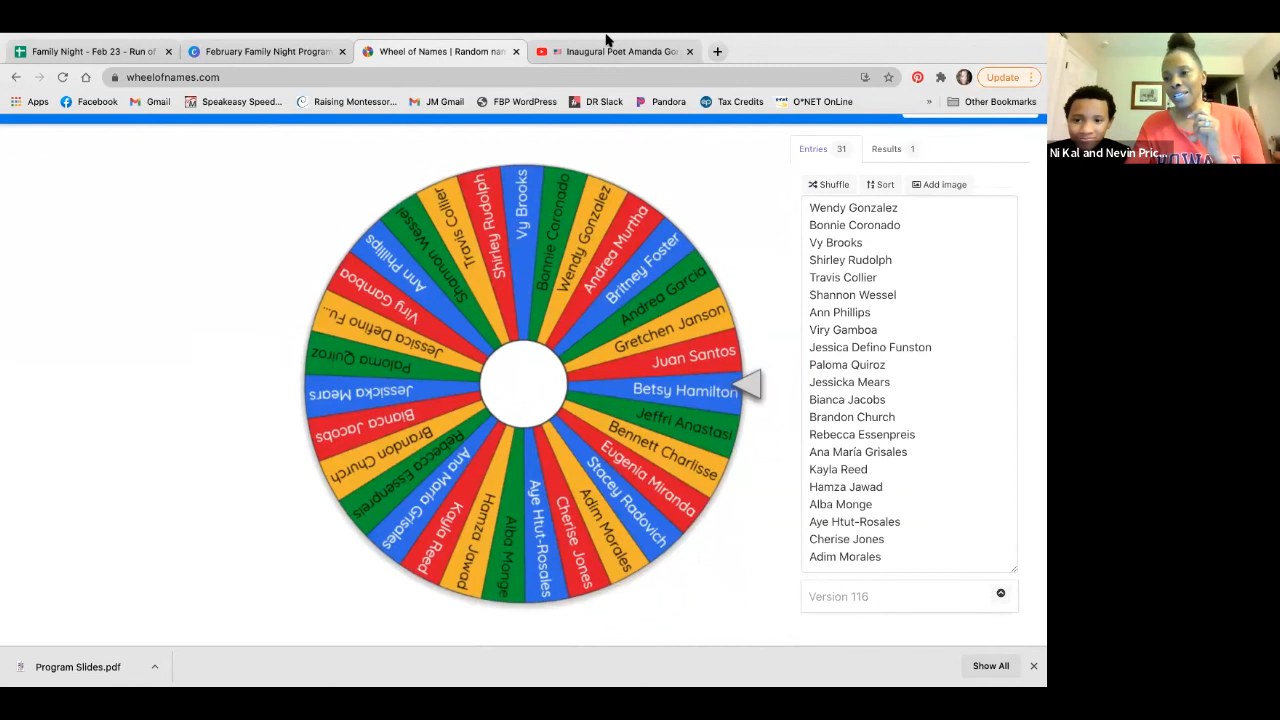 Family Night - Feb 23 - Run of
February Family Night Program
Wheel of Names | Random nam
Inaugural Poet Amanda Gor
wheelofnames.com
Update
Apps
Facebook
Gmail
Speakeasy Speed...
Raising Montessor...
JM Gmail
FBP WordPress
DR Slack
Pandora
Tax Credits
O*NET OnLine
»
Other Bookmarks
Ni Kal and Nevin Pric...
Entries 31
Results 1
Shuffle
Sort
Add image
Wendy Gonzalez
Bonnie Coronado
Vy Brooks
Shirley Rudolph
Travis Collier
Shannon Wessel
Ann Phillips
Viry Gamboa
Jessica Defino Funston
Paloma Quiroz
Jessicka Mears
Bianca Jacobs
Brandon Church
Rebecca Essenpreis
Ana María Grisales
Kayla Reed
Hamza Jawad
Alba Monge
Aye Htut-Rosales
Cherise Jones
Adim Morales
Version 116
Vy Brooks
Bonnie Coronado
Wendy Gonzalez
Andrea Murtha
Britney Foster
Andrea Garcia
Gretchen Janson
Juan Santos
Betsy Hamilton
Jeffri Anastasi
Bennett Charlisse
Eugenia Miranda
Stacey Radovich
Adim Morales
Cherise Jones
Aye Htut-Rosales
Alba Monge
Hamza Jawad
Kayla Reed
Ana María Grisales
Rebecca Essenpreis
Brandon Church
Bianca Jacobs
Jessicka Mears
Paloma Quiroz
Jessica Defino Fu...
Viry Gamboa
Ann Phillips
Shannon Wessel
Travis Collier
Shirley Rudolph
Program Slides.pdf
Show All